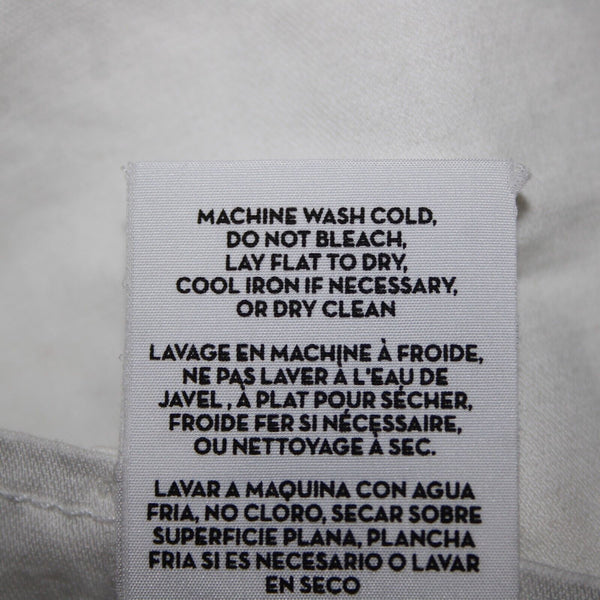 MACHINE WASH COLD,
DO NOT BLEACH,
LAY FLAT TO DRY,
COOL IRON IF NECESSARY,
OR DRY CLEAN
LAVAGE EN MACHINE À FROIDE,
NE PAS LAVER À L'EAU DE
JAVEL , À PLAT POUR SÉCHER,
FROIDE FER SI NÉCESSAIRE,
OU NETTOYAGE À SEC.
LAVAR A MAQUINA CON AGUA
FRIA, NO CLORO, SECAR SOBRE
SUPERFICIE PLANA, PLANCHA
FRIA SI ES NECESARIO O LAVAR
EN SECO